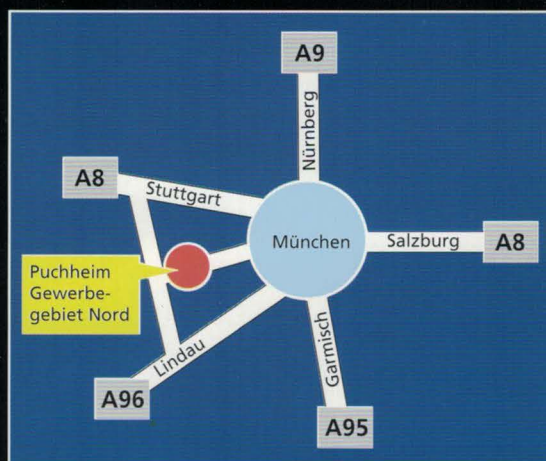 A9
Nürnberg
A8
Stuttgart
München
Salzburg
A8
Puchheim
Gewerbe-
gebiet Nord
Lindau
Garmisch
A96
A95